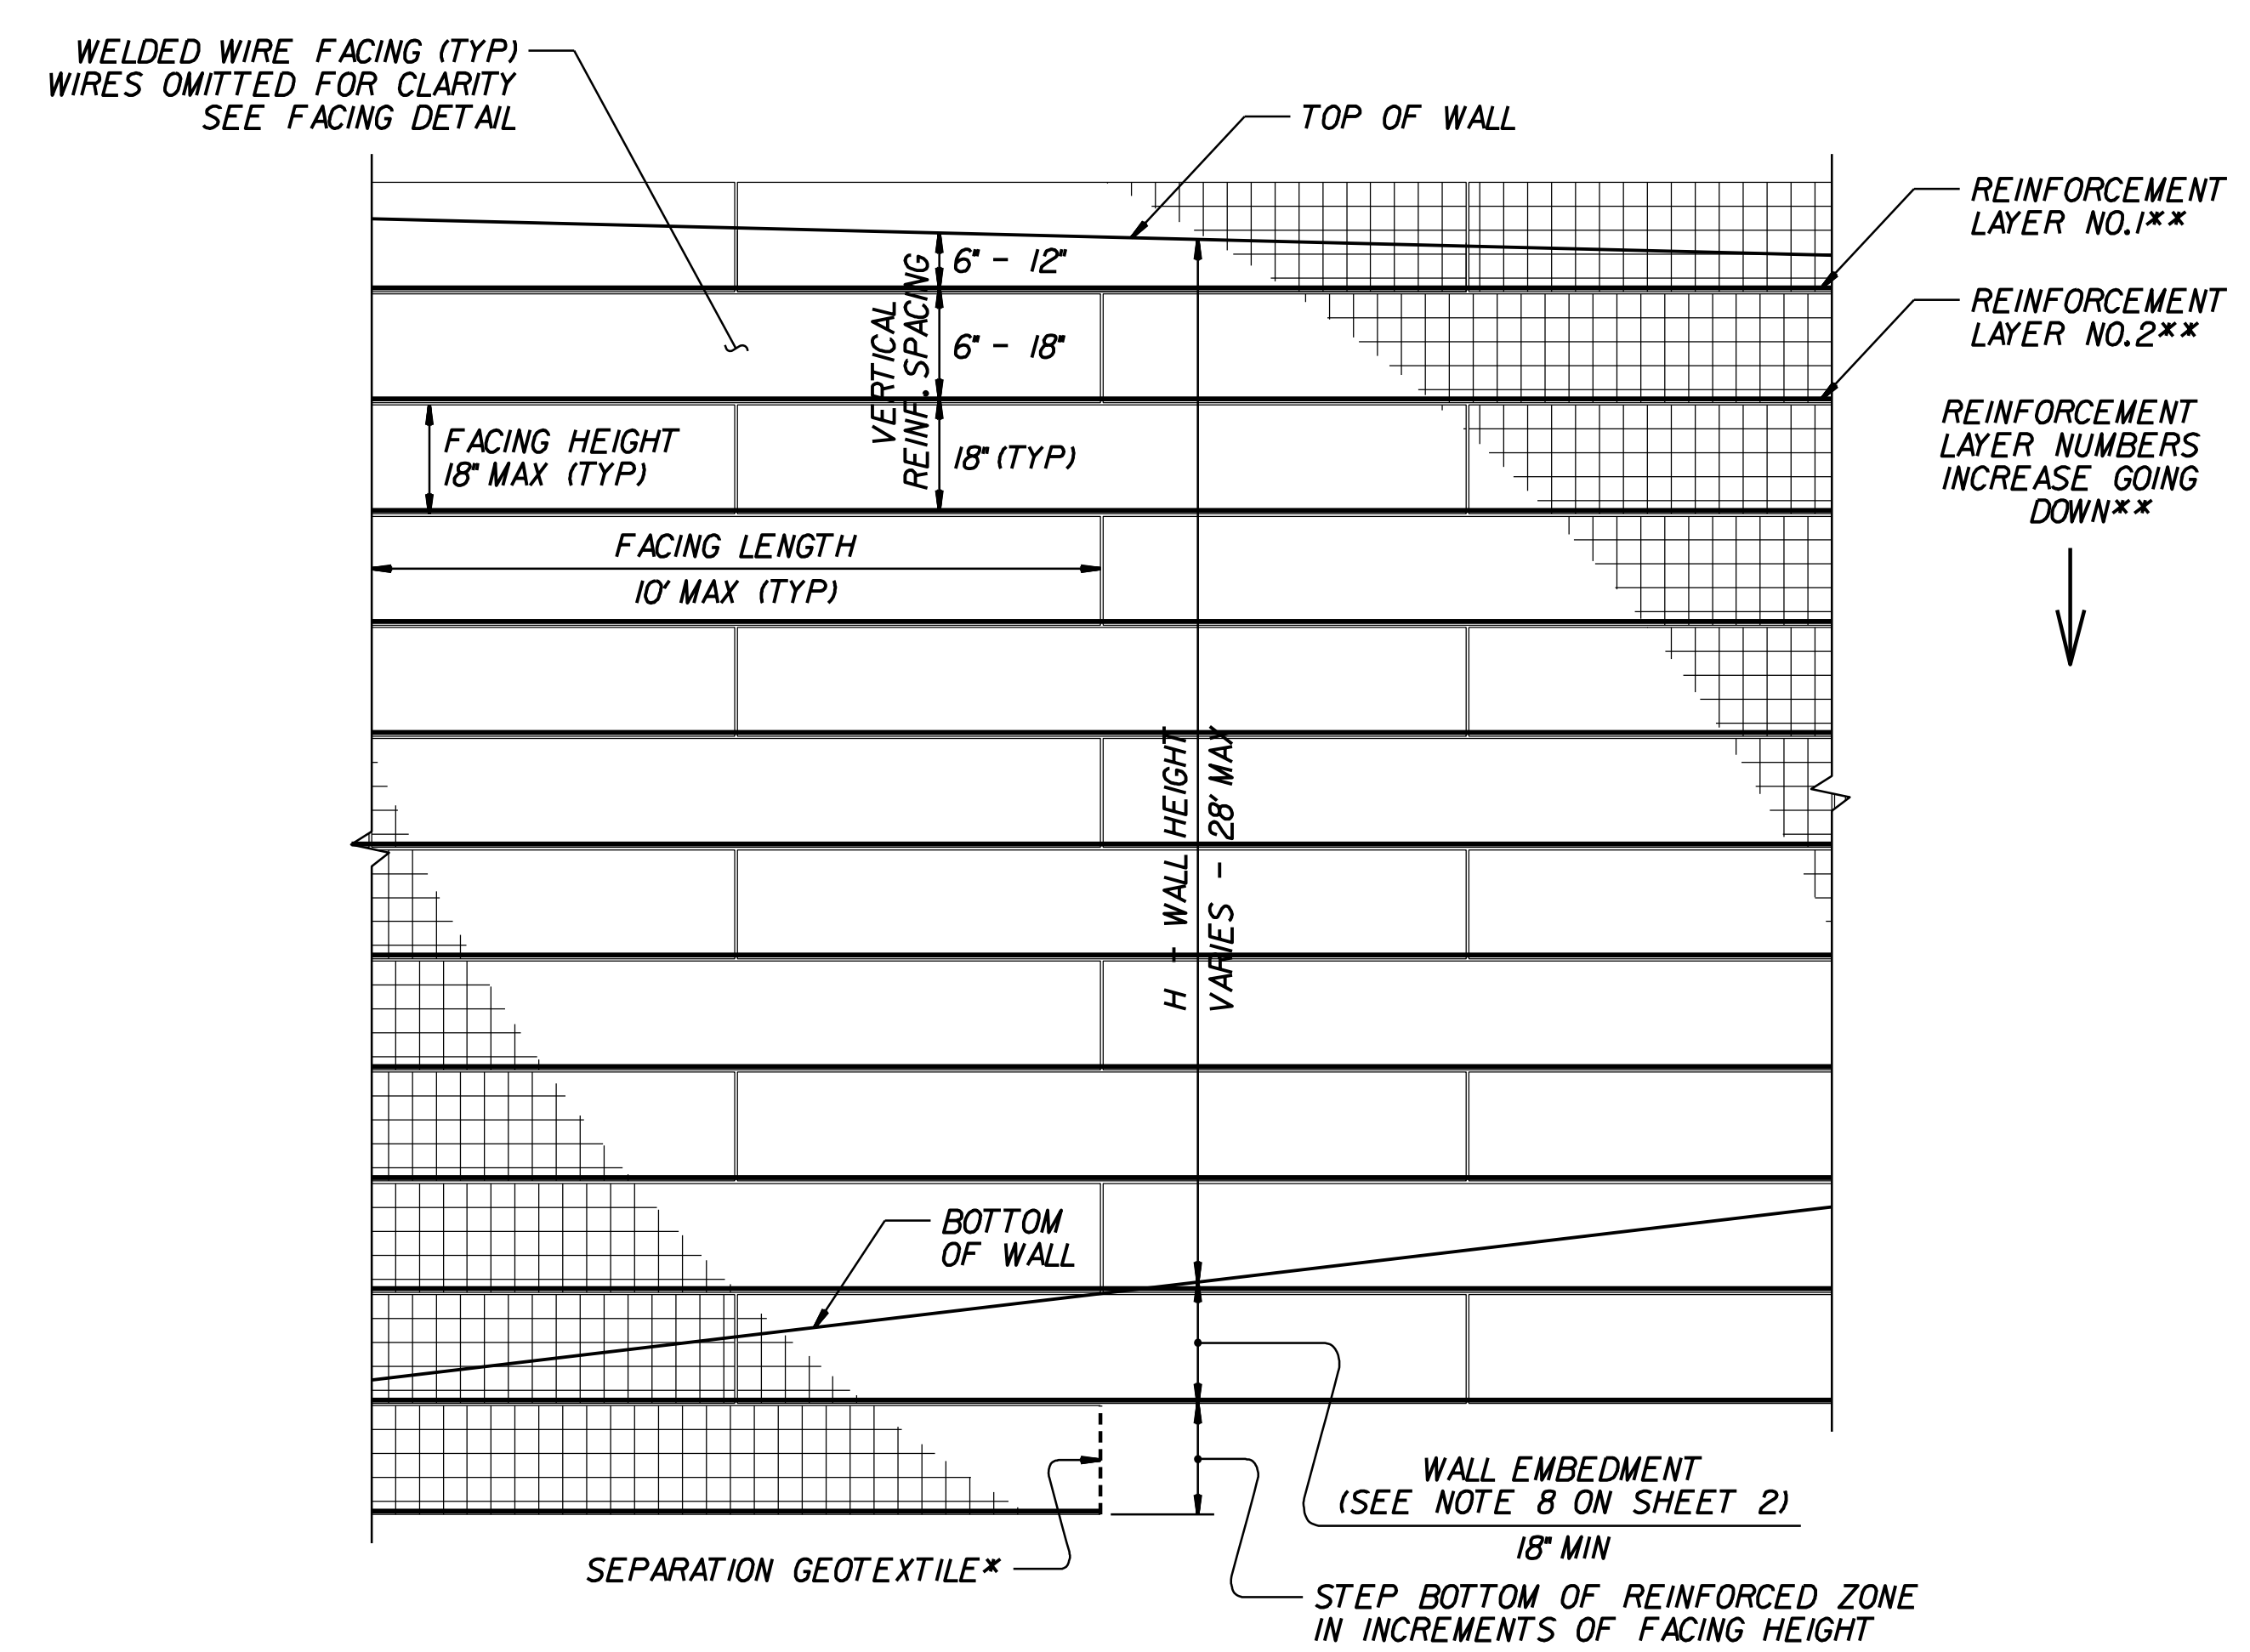 WELDED WIRE FACING (TYP)
WIRES OMITTED FOR CLARITY
SEE FACING DETAIL
TOP OF WALL
REINFORCEMENT
LAYER NO.1**
REINFORCEMENT
LAYER NO.2**
REINFORCEMENT
LAYER NUMBERS
INCREASE GOING
DOWN**
VERTICAL
REINF. SPACING
6" - 12"
6" - 18"
18" (TYP)
FACING HEIGHT
18" MAX (TYP)
FACING LENGTH
10' MAX (TYP)
H - WALL HEIGHT
VARIES - 28' MAX
BOTTOM
OF WALL
WALL EMBEDMENT
(SEE NOTE 8 ON SHEET 2)
18" MIN
SEPARATION GEOTEXTILE*
STEP BOTTOM OF REINFORCED ZONE
IN INCREMENTS OF FACING HEIGHT